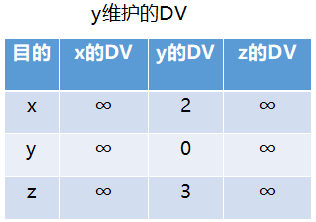 y维护的DV
目的 x的DV y的DV z的DV
x ∞ 2 ∞
y ∞ 0 ∞
z ∞ 3 ∞